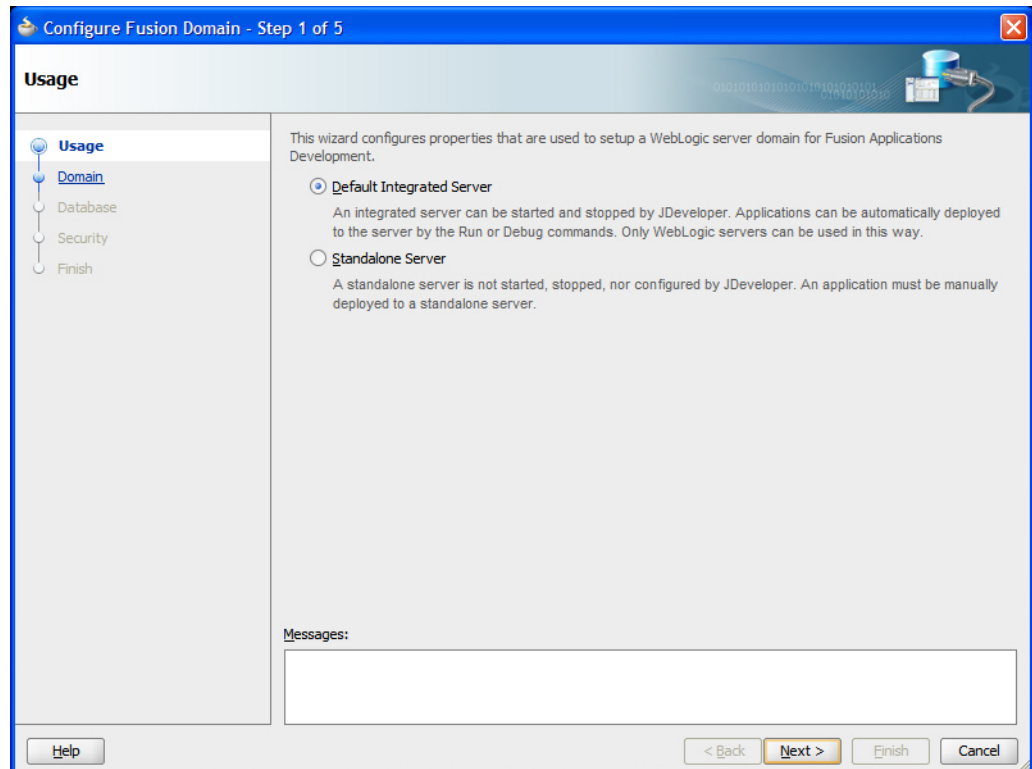 Configure Fusion Domain - Step 1 of 5
Usage
Usage
Domain
Database
Security
Finish
This wizard configures properties that are used to setup a WebLogic server domain for Fusion Applications
Development.
Default Integrated Server
An integrated server can be started and stopped by JDeveloper. Applications can be automatically deployed
to the server by the Run or Debug commands. Only WebLogic servers can be used in this way.
Standalone Server
A standalone server is not started, stopped, nor configured by JDeveloper. An application must be manually
deployed to a standalone server.
Messages:
Help
< Back
Next >
Finish
Cancel